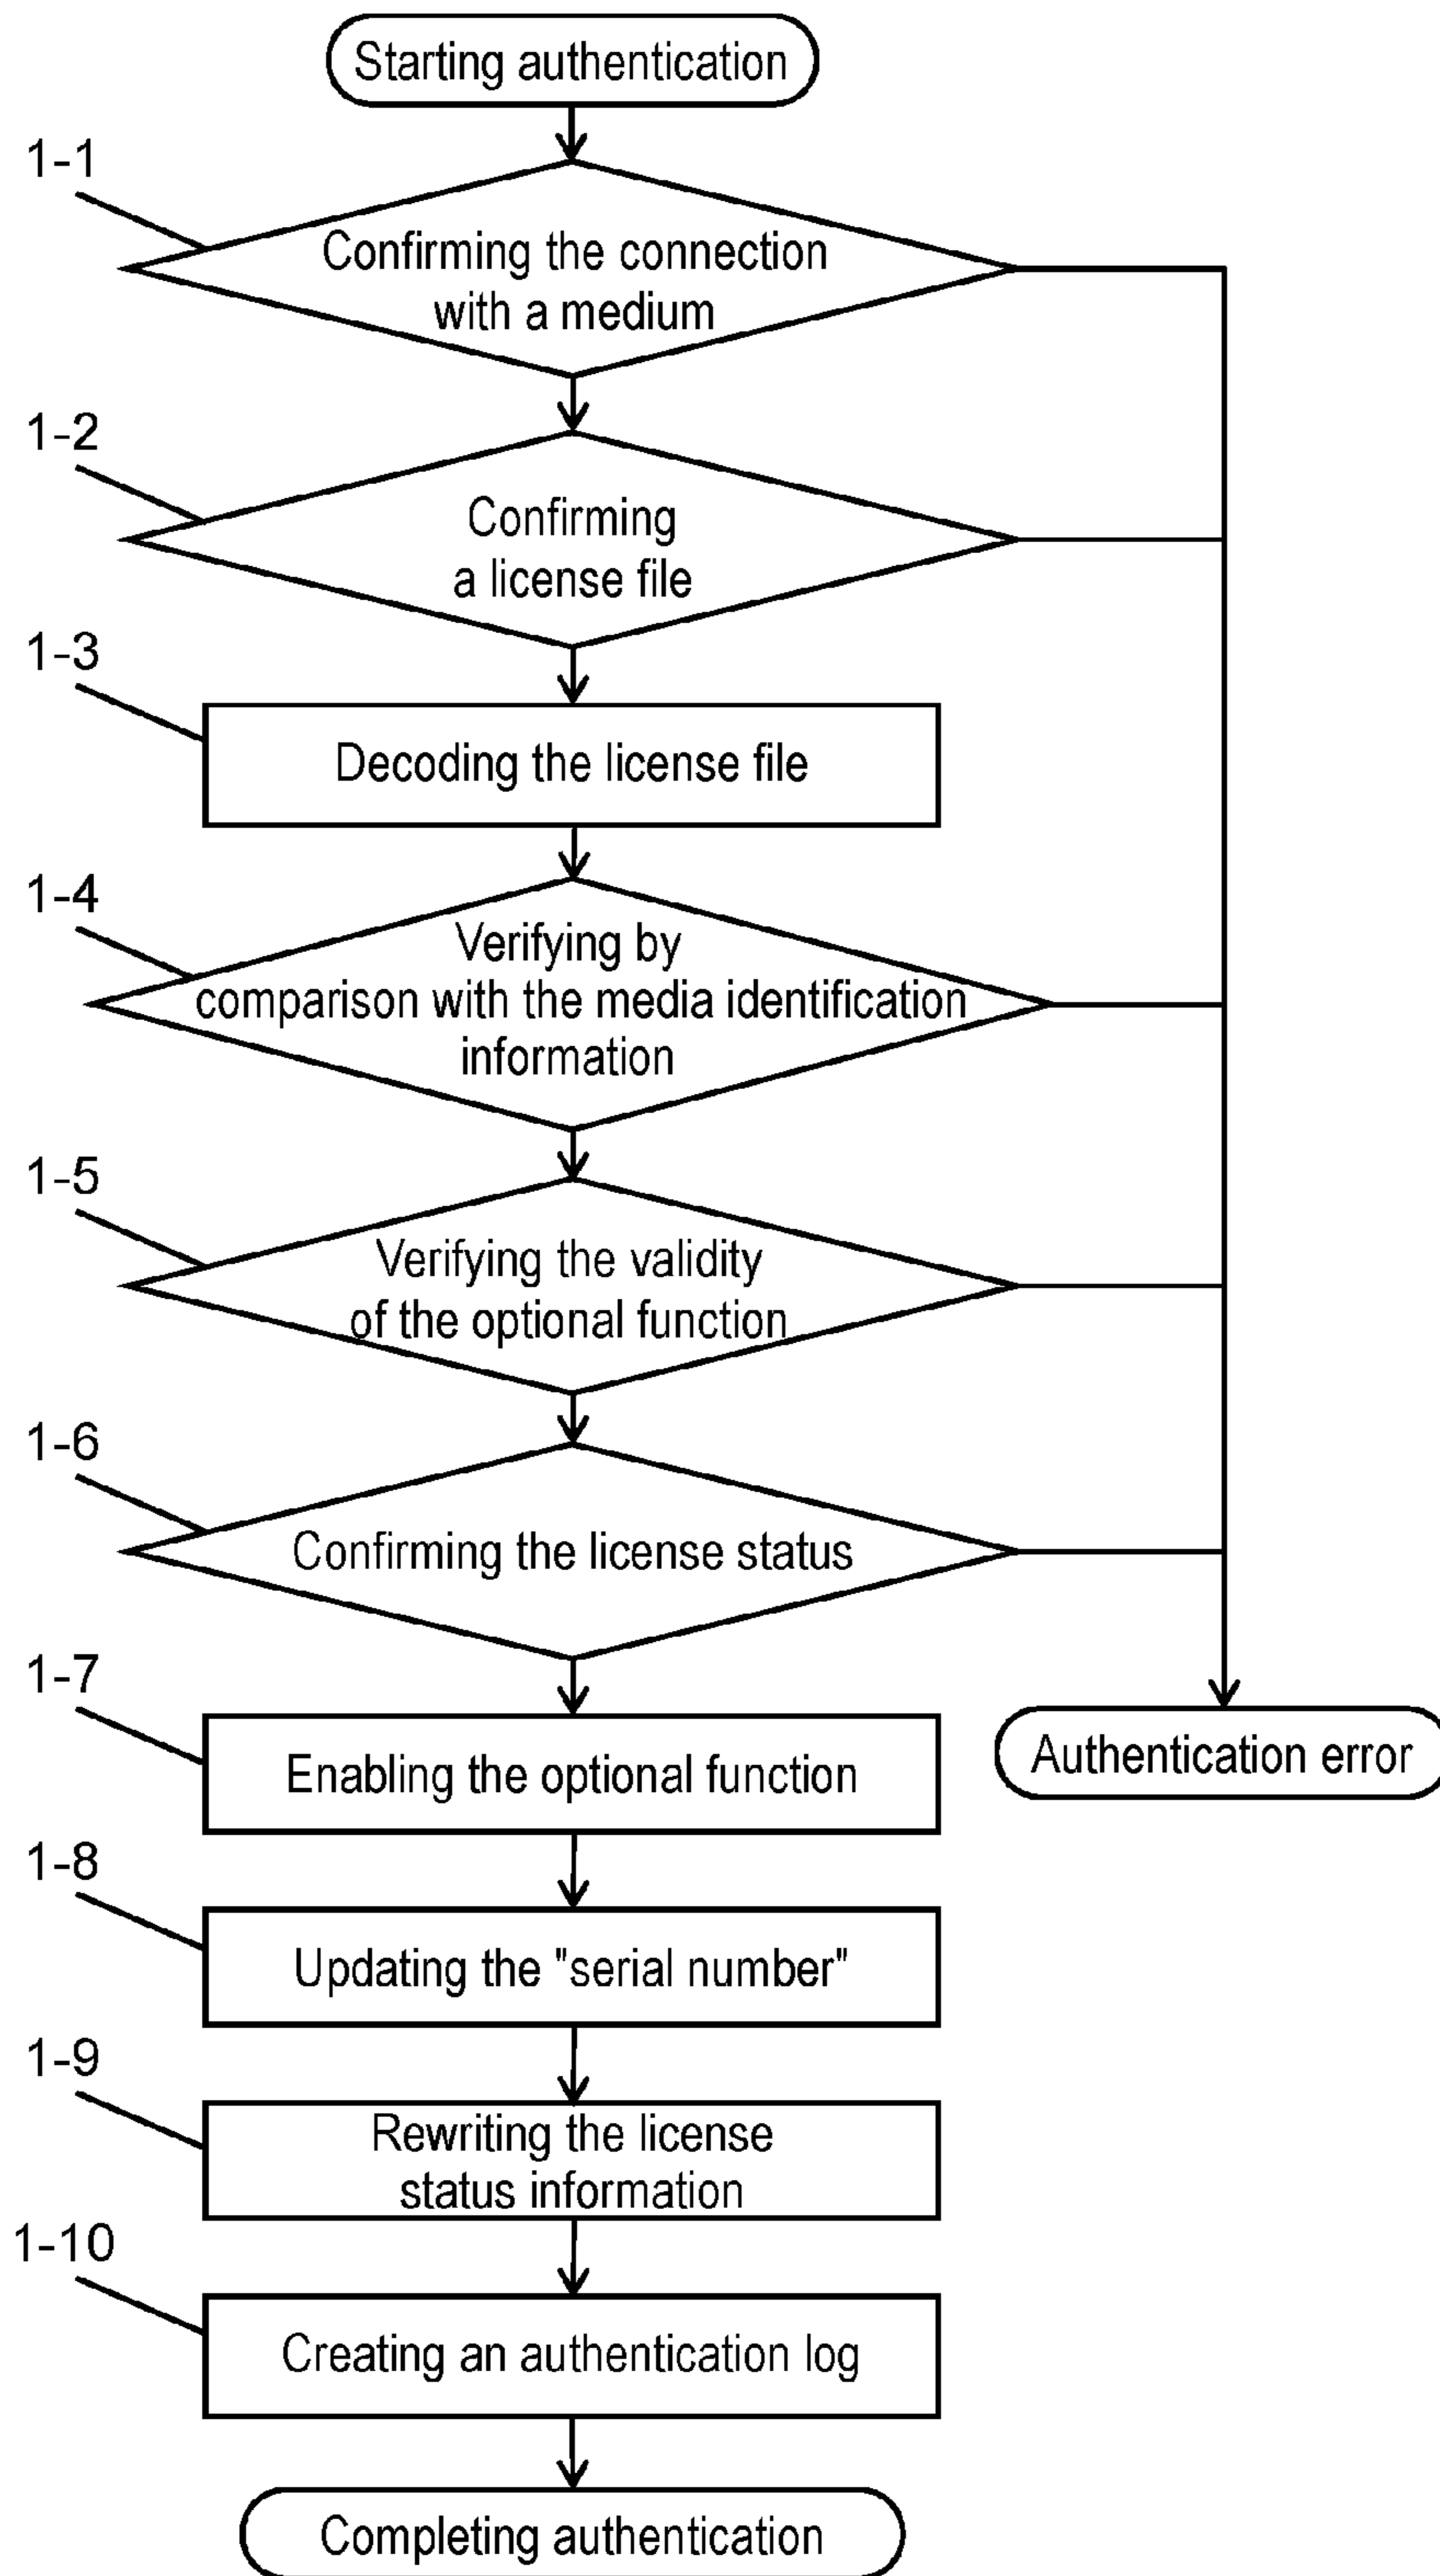 Starting authentication
1-1
Confirming the connection
with a medium
1-2
Confirming
a license file
1-3
Decoding the license file
1-4
Verifying by
comparison with the media identification
information
1-5
Verifying the validity
of the optional function
1-6
Confirming the license status
1-7
Enabling the optional function
Authentication error
1-8
Updating the "serial number"
1-9
Rewriting the license
status information
1-10
Creating an authentication log
Completing authentication